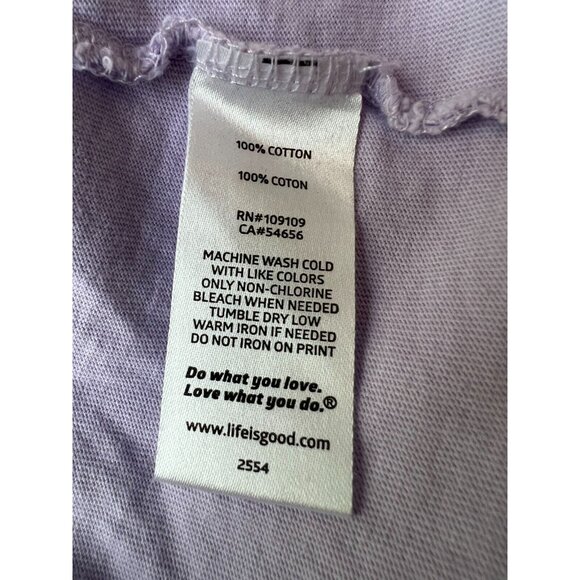 100% COTTON
100% COTON
RN#109109
CA#54656
MACHINE WASH COLD
WITH LIKE COLORS
ONLY NON-CHLORINE
BLEACH WHEN NEEDED
TUMBLE DRY LOW
WARM IRON IF NEEDED
DO NOT IRON ON PRINT
Do what you love.
Love what you do.®
www.lifeisgood.com
2554